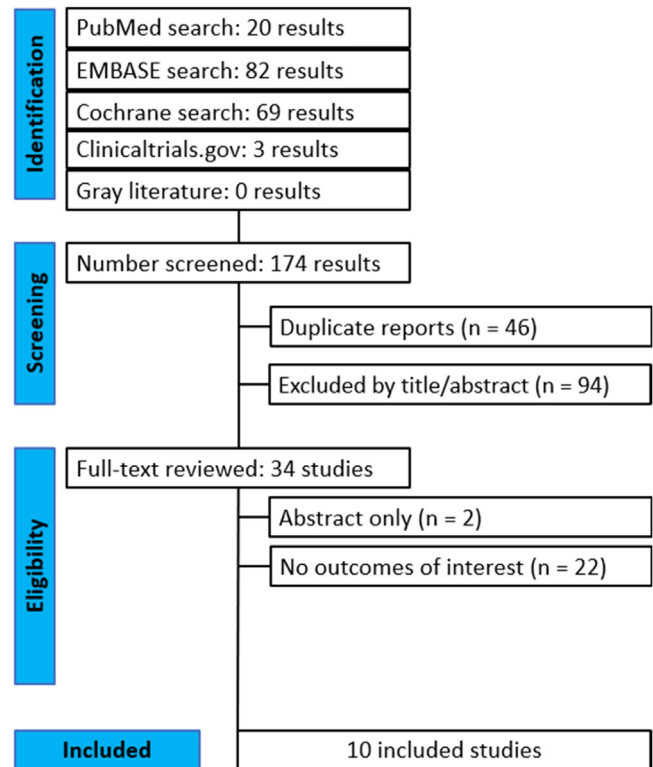 Identification
PubMed search: 20 results
EMBASE search: 82 results
Cochrane search: 69 results
Clinicaltrials.gov: 3 results
Gray literature: 0 results
Screening
Number screened: 174 results
Duplicate reports (n = 46)
Excluded by title/abstract (n = 94)
Eligibility
Full-text reviewed: 34 studies
Abstract only (n = 2)
No outcomes of interest (n = 22)
Included
10 included studies